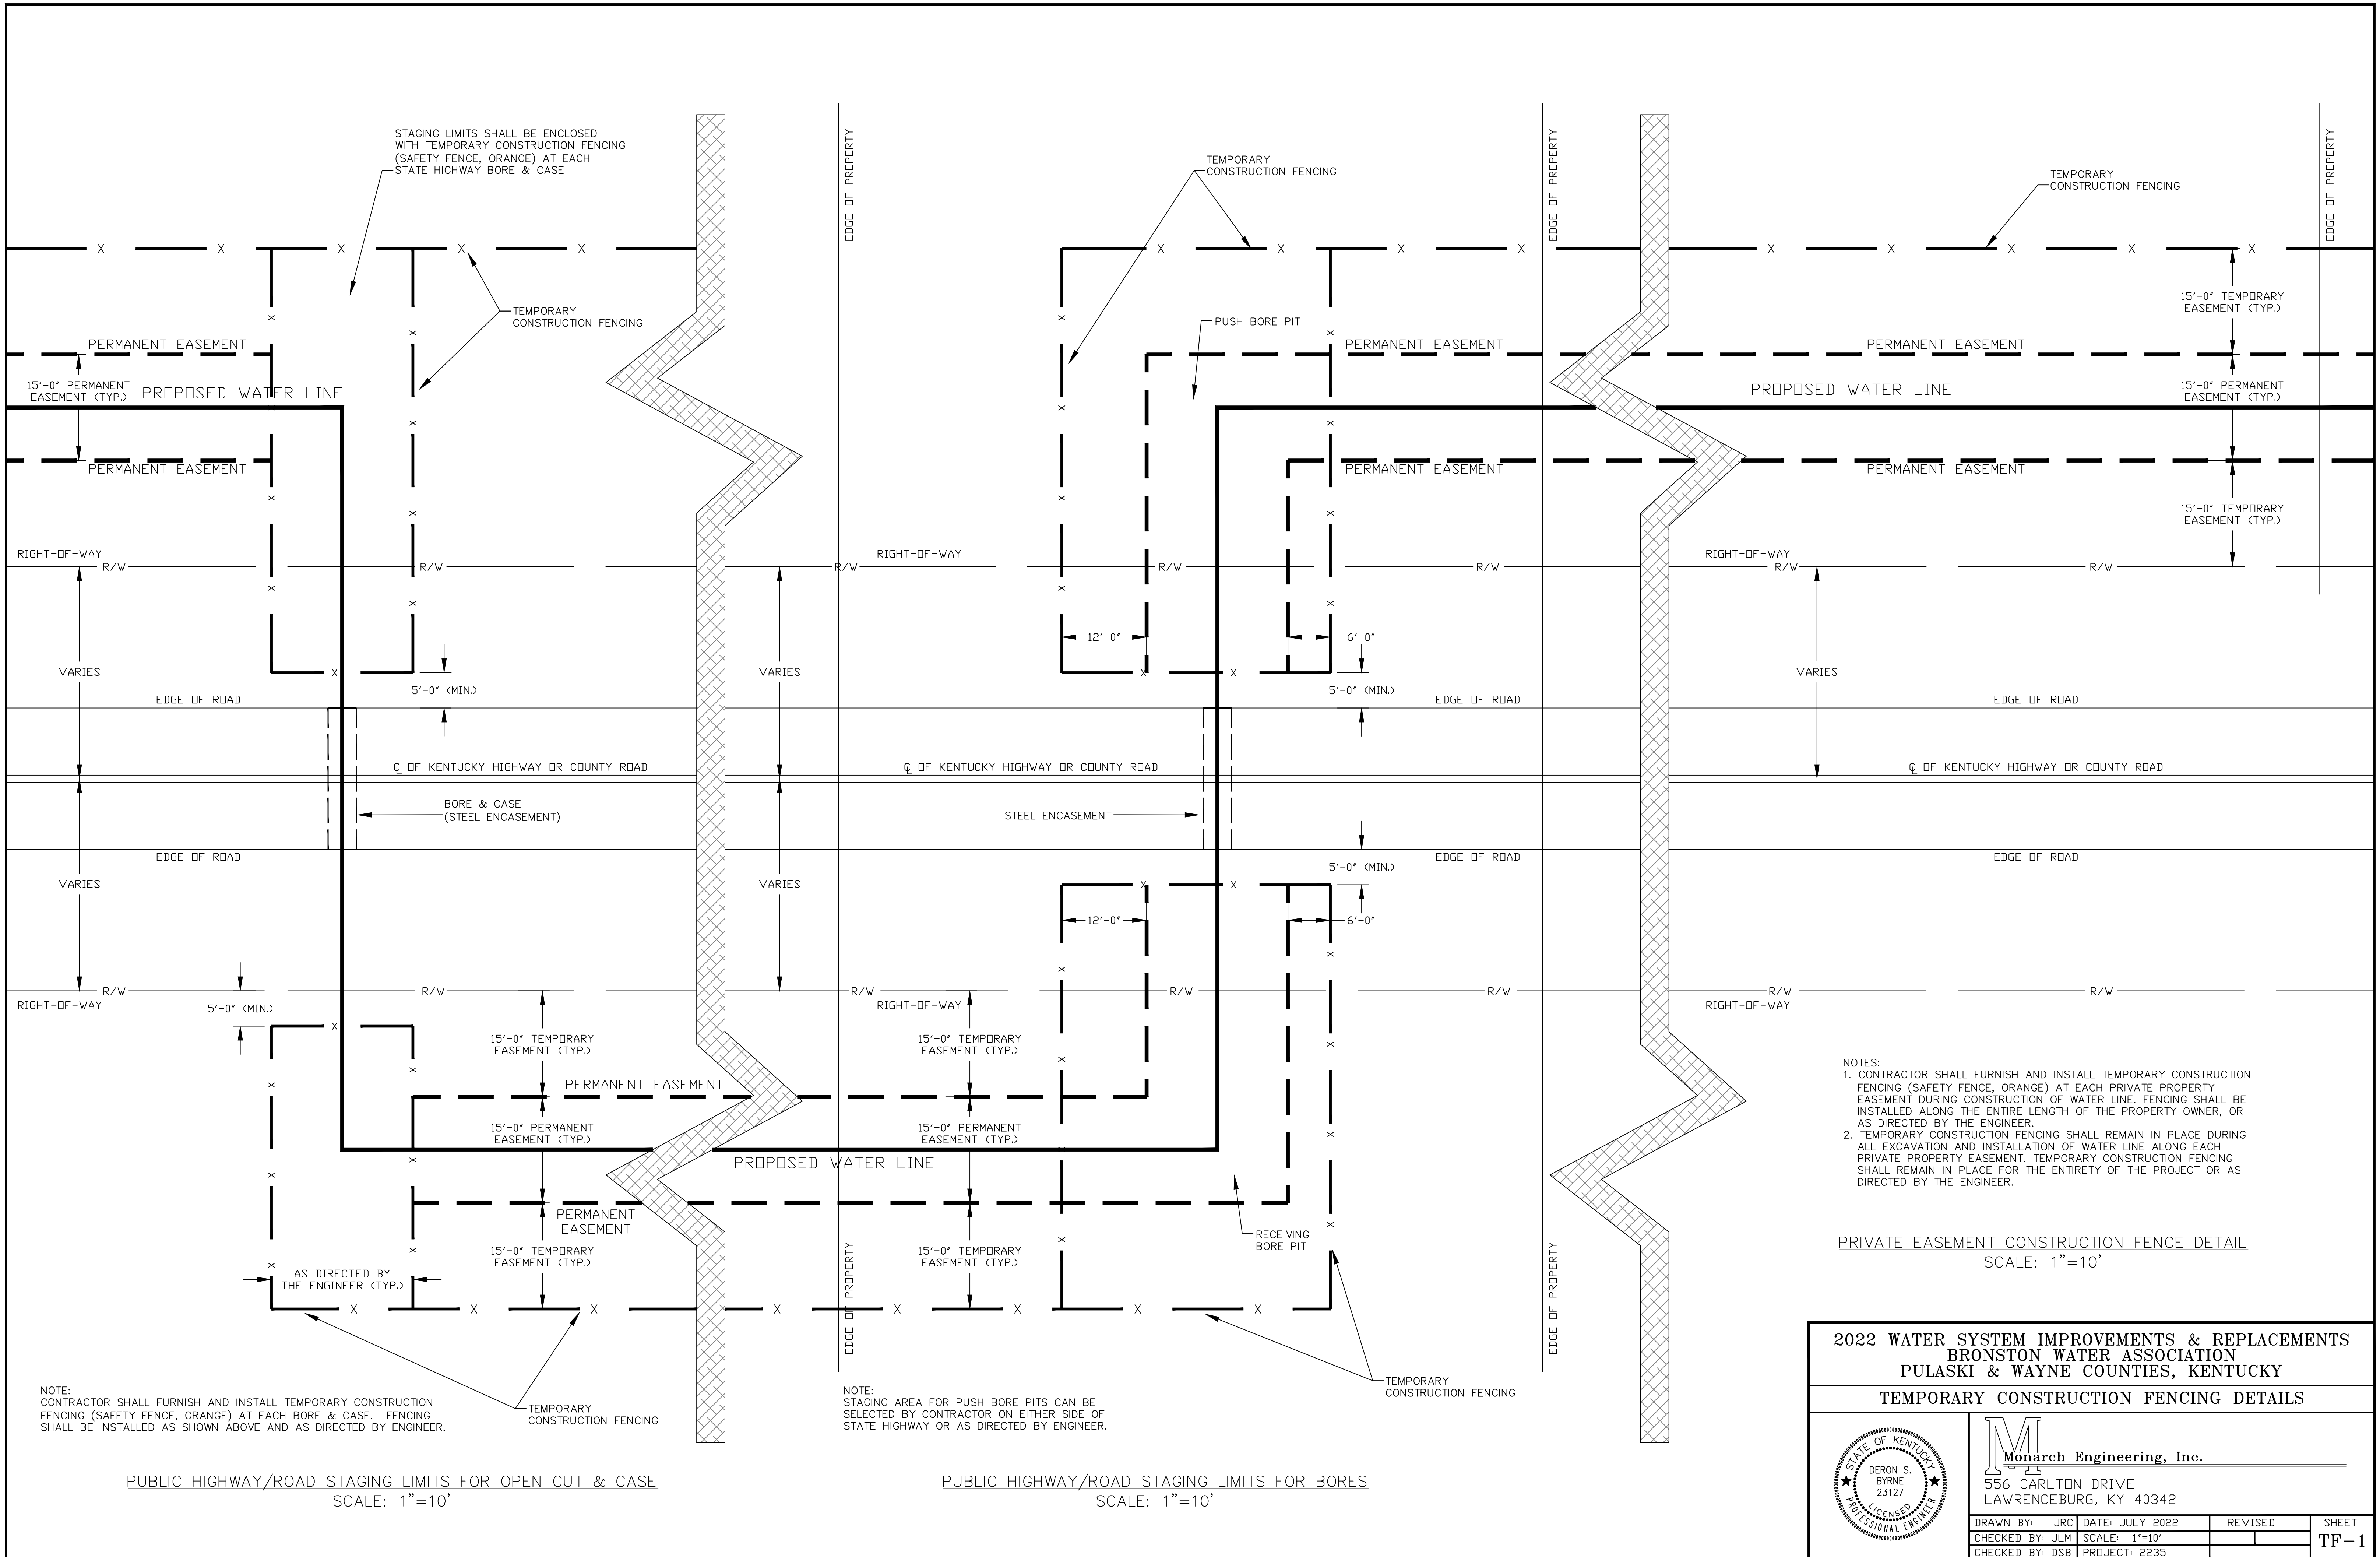 STAGING LIMITS SHALL BE ENCLOSED
WITH TEMPORARY CONSTRUCTION FENCING
(SAFETY FENCE, ORANGE) AT EACH
STATE HIGHWAY BORE & CASE
X X X X X
TEMPORARY
CONSTRUCTION FENCING
PERMANENT EASEMENT
15'-0" PERMANENT
EASEMENT (TYP.)
PROPOSED WATER LINE
PERMANENT EASEMENT
RIGHT-OF-WAY
R/W
R/W
VARIES
5'-0" (MIN.)
EDGE OF ROAD
℄ OF KENTUCKY HIGHWAY OR COUNTY ROAD
BORE & CASE
(STEEL ENCASEMENT)
EDGE OF ROAD
VARIES
R/W
R/W
RIGHT-OF-WAY
5'-0" (MIN.)
15'-0" TEMPORARY
EASEMENT (TYP.)
PERMANENT EASEMENT
15'-0" PERMANENT
EASEMENT (TYP.)
PROPOSED WATER LINE
PERMANENT
EASEMENT
15'-0" TEMPORARY
EASEMENT (TYP.)
AS DIRECTED BY
THE ENGINEER (TYP.)
X X X
TEMPORARY
CONSTRUCTION FENCING
NOTE:
CONTRACTOR SHALL FURNISH AND INSTALL TEMPORARY CONSTRUCTION
FENCING (SAFETY FENCE, ORANGE) AT EACH BORE & CASE. FENCING
SHALL BE INSTALLED AS SHOWN ABOVE AND AS DIRECTED BY ENGINEER.
PUBLIC HIGHWAY/ROAD STAGING LIMITS FOR OPEN CUT & CASE
SCALE: 1"=10'
EDGE OF PROPERTY
TEMPORARY
CONSTRUCTION FENCING
EDGE OF PROPERTY
X X X X
PUSH BORE PIT
PERMANENT EASEMENT
PERMANENT EASEMENT
RIGHT-OF-WAY
R/W
R/W
R/W
12'-0"
6'-0"
VARIES
5'-0" (MIN.)
EDGE OF ROAD
℄ OF KENTUCKY HIGHWAY OR COUNTY ROAD
STEEL ENCASEMENT
EDGE OF ROAD
5'-0" (MIN.)
VARIES
12'-0"
6'-0"
R/W
R/W
R/W
RIGHT-OF-WAY
15'-0" TEMPORARY
EASEMENT (TYP.)
15'-0" PERMANENT
EASEMENT (TYP.)
RECEIVING
BORE PIT
15'-0" TEMPORARY
EASEMENT (TYP.)
EDGE OF PROPERTY
EDGE OF PROPERTY
X X X X X
TEMPORARY
CONSTRUCTION FENCING
NOTE:
STAGING AREA FOR PUSH BORE PITS CAN BE
SELECTED BY CONTRACTOR ON EITHER SIDE OF
STATE HIGHWAY OR AS DIRECTED BY ENGINEER.
PUBLIC HIGHWAY/ROAD STAGING LIMITS FOR BORES
SCALE: 1"=10'
TEMPORARY
CONSTRUCTION FENCING
EDGE OF PROPERTY
X X X X X
15'-0" TEMPORARY
EASEMENT (TYP.)
PERMANENT EASEMENT
PROPOSED WATER LINE
15'-0" PERMANENT
EASEMENT (TYP.)
PERMANENT EASEMENT
15'-0" TEMPORARY
EASEMENT (TYP.)
RIGHT-OF-WAY
R/W
R/W
VARIES
EDGE OF ROAD
℄ OF KENTUCKY HIGHWAY OR COUNTY ROAD
EDGE OF ROAD
R/W
R/W
RIGHT-OF-WAY
NOTES:
1. CONTRACTOR SHALL FURNISH AND INSTALL TEMPORARY CONSTRUCTION
FENCING (SAFETY FENCE, ORANGE) AT EACH PRIVATE PROPERTY
EASEMENT DURING CONSTRUCTION OF WATER LINE. FENCING SHALL BE
INSTALLED ALONG THE ENTIRE LENGTH OF THE PROPERTY OWNER, OR
AS DIRECTED BY THE ENGINEER.
2. TEMPORARY CONSTRUCTION FENCING SHALL REMAIN IN PLACE DURING
ALL EXCAVATION AND INSTALLATION OF WATER LINE ALONG EACH
PRIVATE PROPERTY EASEMENT. TEMPORARY CONSTRUCTION FENCING
SHALL REMAIN IN PLACE FOR THE ENTIRETY OF THE PROJECT OR AS
DIRECTED BY THE ENGINEER.
PRIVATE EASEMENT CONSTRUCTION FENCE DETAIL
SCALE: 1"=10'
2022 WATER SYSTEM IMPROVEMENTS & REPLACEMENTS
BRONSTON WATER ASSOCIATION
PULASKI & WAYNE COUNTIES, KENTUCKY
TEMPORARY CONSTRUCTION FENCING DETAILS
STATE OF KENTUCKY
DERON S.
BYRNE
23127
LICENSED
PROFESSIONAL ENGINEER
M
Monarch Engineering, Inc.
556 CARLTON DRIVE
LAWRENCEBURG, KY 40342
DRAWN BY: JRC DATE: JULY 2022 REVISED SHEET
CHECKED BY: JLM SCALE: 1"=10' TF-1
CHECKED BY: DSB PROJECT: 2235